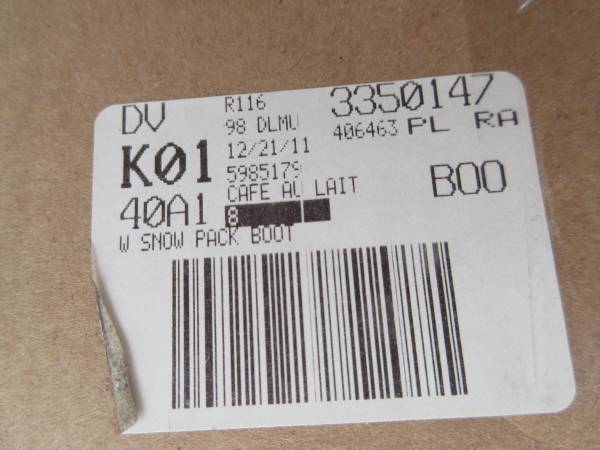 DV R116 3350147
98 DLMU 406463 PL RA
K01 12/21/11
5985179
CAFE AU LAIT BOO
40A1 8
W SNOW PACK BOOT